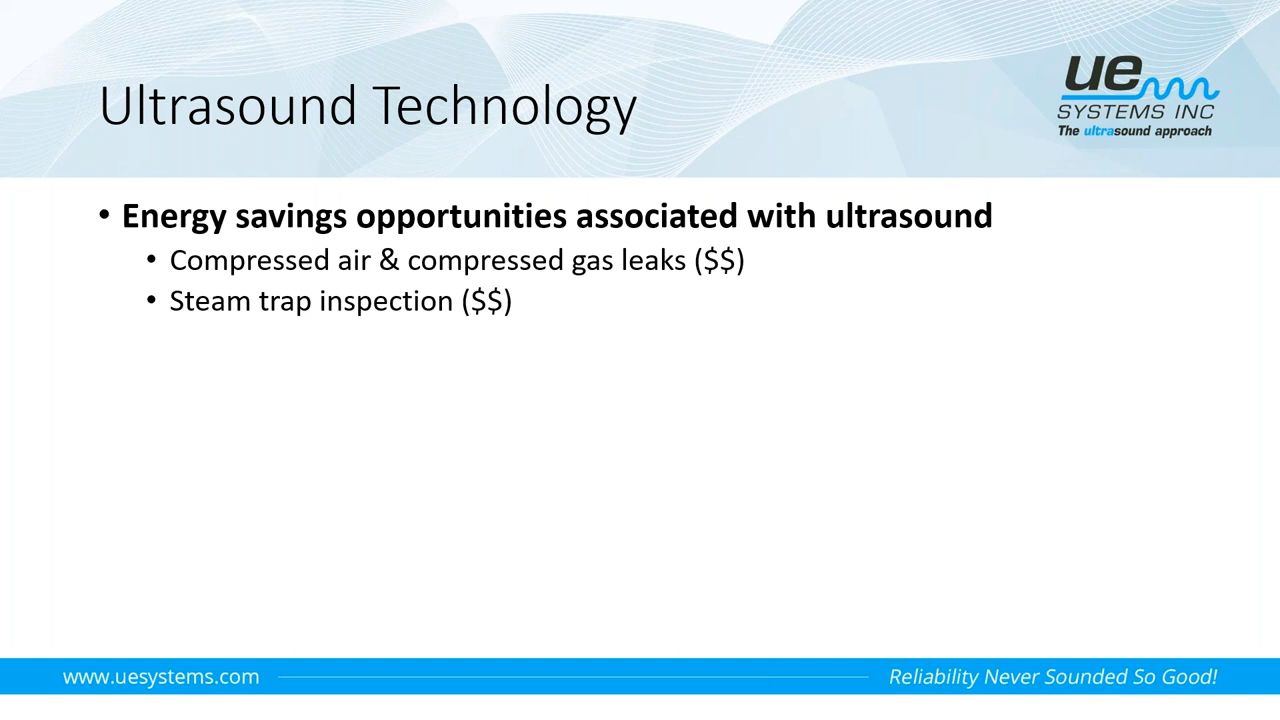 Ultrasound Technology
ue
SYSTEMS INC
The ultrasound approach
• Energy savings opportunities associated with ultrasound
• Compressed air & compressed gas leaks ($$)
• Steam trap inspection ($$)
www.uesystems.com
Reliability Never Sounded So Good!